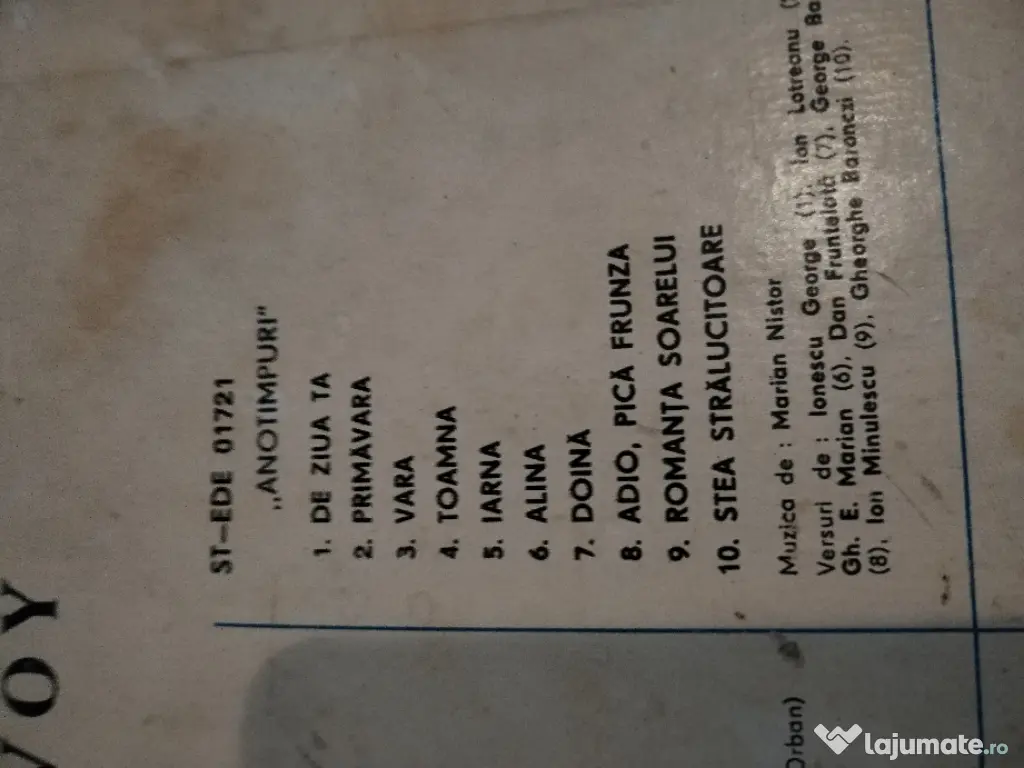 VOY
ST-EDE 01721
„ANOTIMPURI"
1. DE ZIUA TA
2. PRIMĂVARA
3. VARA
4. TOAMNA
5. IARNA
6. ALINA
7. DOINĂ
8. ADIO, PICĂ FRUNZA
9. ROMANȚA SOARELUI
10. STEA STRĂLUCITOARE
Muzica de : Marian Nistor
Versuri de : Ionescu George (1), Ion Lotreanu
Gh. E. Marian (6), Dan Fruntelată (7), George
(8), Ion Minulescu (9), Gheorghe Baronczi (10).
Orban)
lajumate.ro